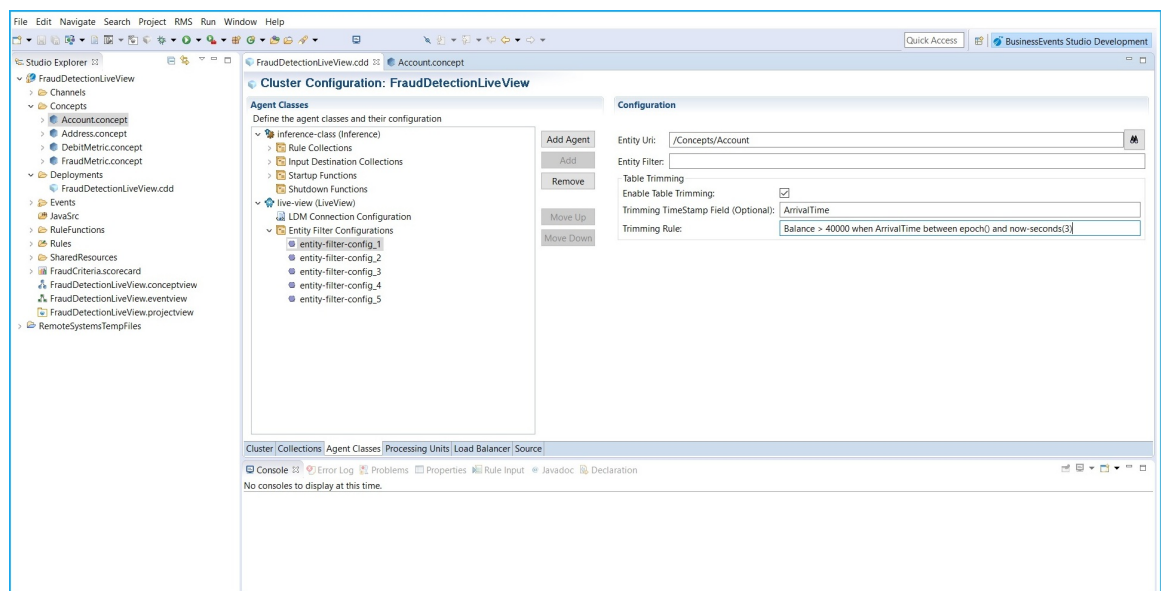 File Edit Navigate Search Project RMS Run Window Help
Quick Access
BusinessEvents Studio Development
Studio Explorer
FraudDetectionLiveView
Channels
Concepts
Account.concept
Address.concept
DebitMetric.concept
FraudMetric.concept
Deployments
FraudDetectionLiveView.cdd
Events
JavaSrc
RuleFunctions
Rules
SharedResources
FraudCriteria.scorecard
FraudDetectionLiveView.conceptview
FraudDetectionLiveView.eventview
FraudDetectionLiveView.projectview
RemoteSystemsTempFiles
FraudDetectionLiveView.cdd Account.concept
Cluster Configuration: FraudDetectionLiveView
Agent Classes
Define the agent classes and their configuration
inference-class (Inference)
Rule Collections
Input Destination Collections
Startup Functions
Shutdown Functions
live-view (LiveView)
LDM Connection Configuration
Entity Filter Configurations
entity-filter-config_1
entity-filter-config_2
entity-filter-config_3
entity-filter-config_4
entity-filter-config_5
Add Agent
Add
Remove
Move Up
Move Down
Configuration
Entity Uri: /Concepts/Account
Entity Filter:
Table Trimming
Enable Table Trimming:
Trimming TimeStamp Field (Optional): ArrivalTime
Trimming Rule: Balance > 40000 when ArrivalTime between epoch() and now-seconds(3)
Cluster Collections Agent Classes Processing Units Load Balancer Source
Console Error Log Problems Properties Rule Input Javadoc Declaration
No consoles to display at this time.